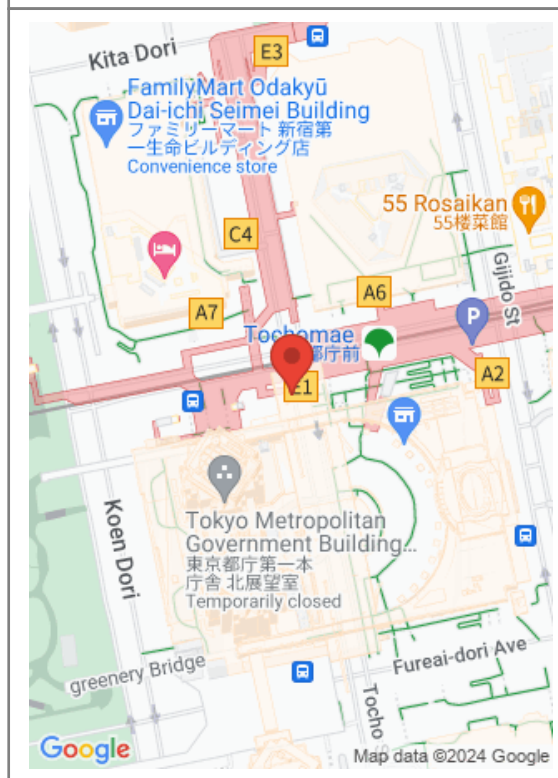 Kita Dori
E3
FamilyMart Odakyū
Dai-ichi Seimei Building
ファミリーマート 新宿第
一生命ビルディング店
Convenience store
55 Rosaikan
55楼菜館
C4
Gijido St
A6
A7
P
Tochomae
都庁前
E1
A2
Koen Dori
Tokyo Metropolitan
Government Building...
東京都庁第一本
庁舎 北展望室
Temporarily closed
greenery Bridge
Fureai-dori Ave
Tocho S
Google
Map data ©2024 Google